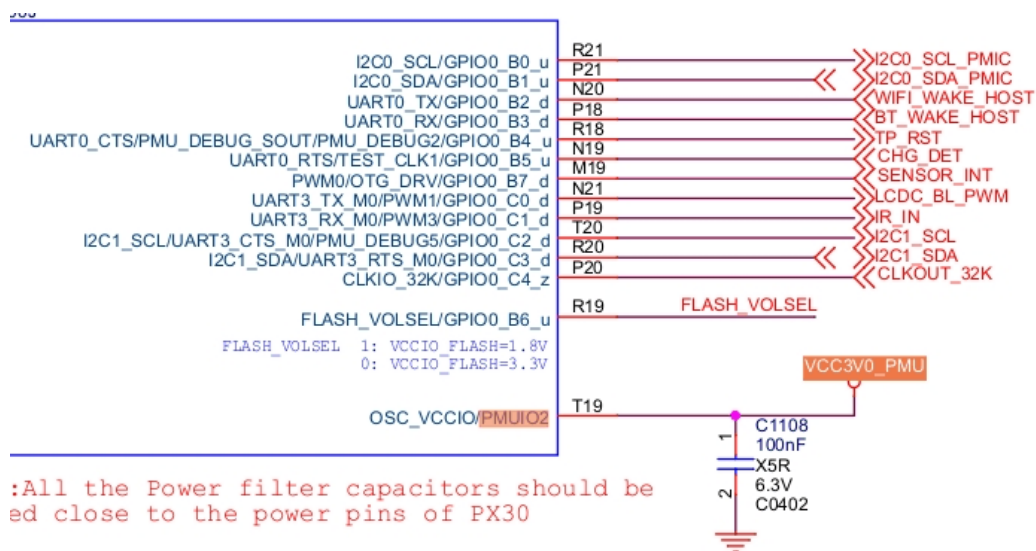 I2C0_SCL/GPIO0_B0_u R21 I2C0_SCL_PMIC
I2C0_SDA/GPIO0_B1_u P21 I2C0_SDA_PMIC
UART0_TX/GPIO0_B2_d N20 WIFI_WAKE_HOST
UART0_RX/GPIO0_B3_d P18 BT_WAKE_HOST
UART0_CTS/PMU_DEBUG_SOUT/PMU_DEBUG2/GPIO0_B4_u R18 TP_RST
UART0_RTS/TEST_CLK1/GPIO0_B5_u N19 CHG_DET
PWM0/OTG_DRV/GPIO0_B7_d M19 SENSOR_INT
UART3_TX_M0/PWM1/GPIO0_C0_d N21 LCDC_BL_PWM
UART3_RX_M0/PWM3/GPIO0_C1_d P19 IR_IN
I2C1_SCL/UART3_CTS_M0/PMU_DEBUG5/GPIO0_C2_d T20 I2C1_SCL
I2C1_SDA/UART3_RTS_M0/GPIO0_C3_d R20 I2C1_SDA
CLKIO_32K/GPIO0_C4_z P20 CLKOUT_32K
FLASH_VOLSEL/GPIO0_B6_u R19 FLASH_VOLSEL
FLASH_VOLSEL 1: VCCIO_FLASH=1.8V
0: VCCIO_FLASH=3.3V
VCC3V0_PMU
OSC_VCCIO/PMUIO2 T19
1
2
C1108
100nF
X5R
6.3V
C0402
:All the Power filter capacitors should be
ed close to the power pins of PX30